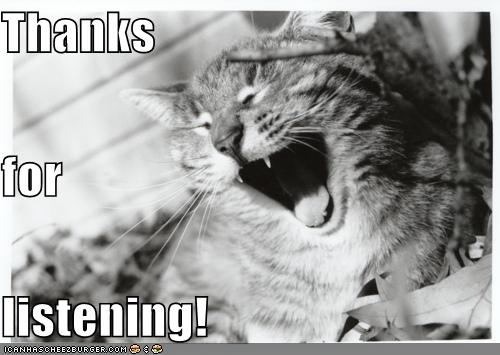 Thanks
for
listening!
ICANHASCHEEZBURGER.COM